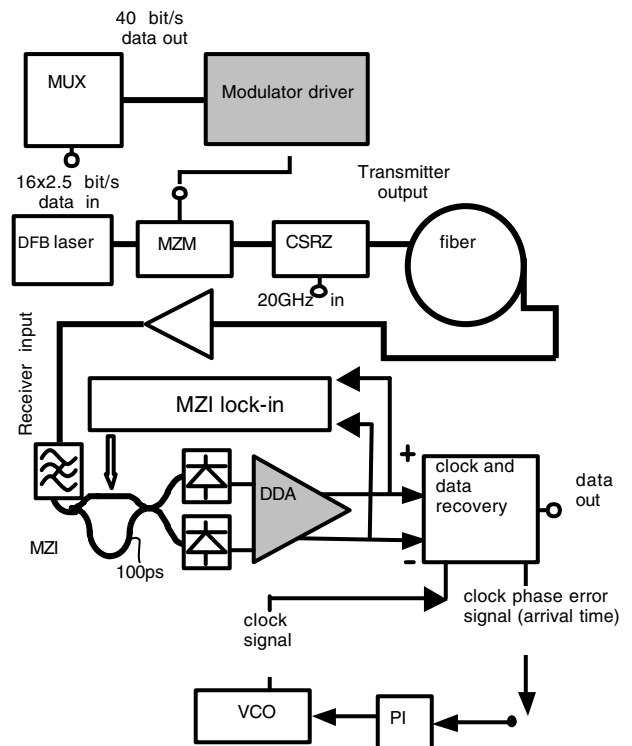 40 bit/s
data out
MUX
Modulator driver
16x2.5 bit/s
data in
Transmitter
output
DFB laser
MZM
CSRZ
fiber
20GHz in
Receiver input
MZI lock-in
+
clock and
data
recovery
data
out
DDA
MZI
100ps
-
clock
signal
clock phase error
signal (arrival time)
VCO
PI